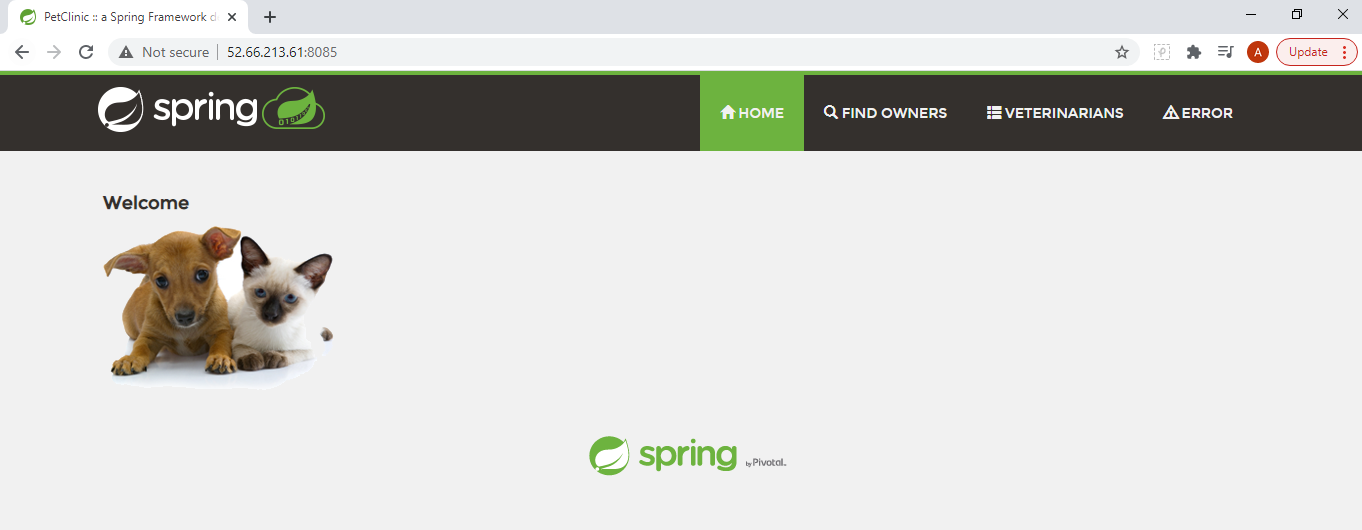 PetClinic :: a Spring Framework d
Not secure
52.66.213.61:8085
A
Update
spring
HOME
FIND OWNERS
VETERINARIANS
ERROR
Welcome
spring by Pivotal